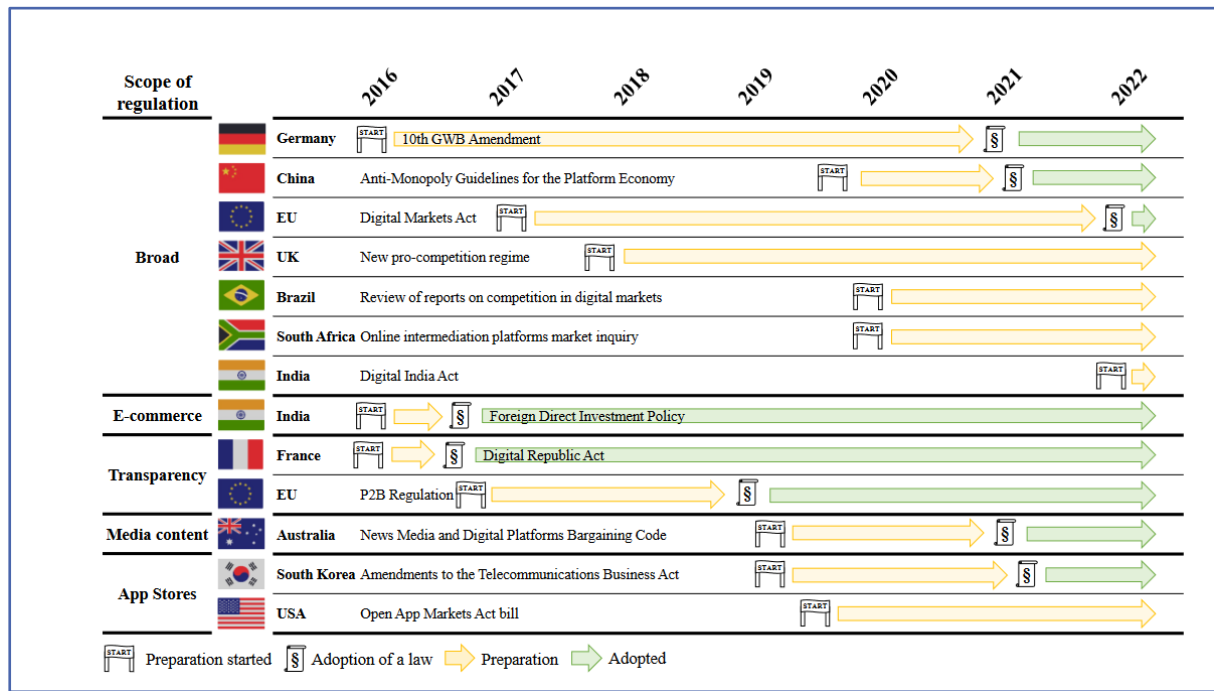 Scope of
regulation
2016
2017
2018
2019
2020
2021
2022
Broad
Germany START 10th GWB Amendment §
China Anti-Monopoly Guidelines for the Platform Economy START §
EU Digital Markets Act START §
UK New pro-competition regime START
Brazil Review of reports on competition in digital markets START
South Africa Online intermediation platforms market inquiry START
India Digital India Act START
E-commerce India START § Foreign Direct Investment Policy
Transparency
France START § Digital Republic Act
EU P2B Regulation START §
Media content Australia News Media and Digital Platforms Bargaining Code START §
App Stores
South Korea Amendments to the Telecommunications Business Act START §
USA Open App Markets Act bill START
START Preparation started § Adoption of a law Preparation Adopted